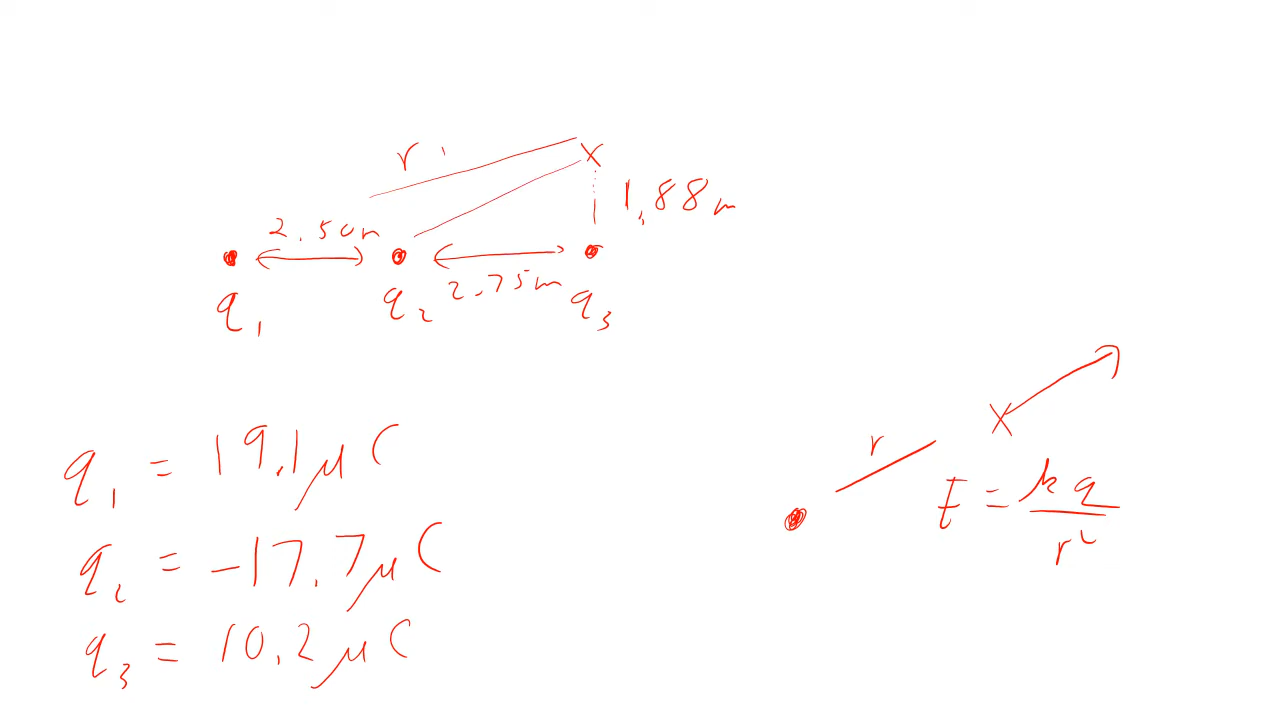 r
x
1.88m
2.50m
2.75m
q₁ q₂ q₃
q₁ = 19.1μC
q₂ = -17.7μC
q₃ = 10.2μC
r
X
E = kq/r²